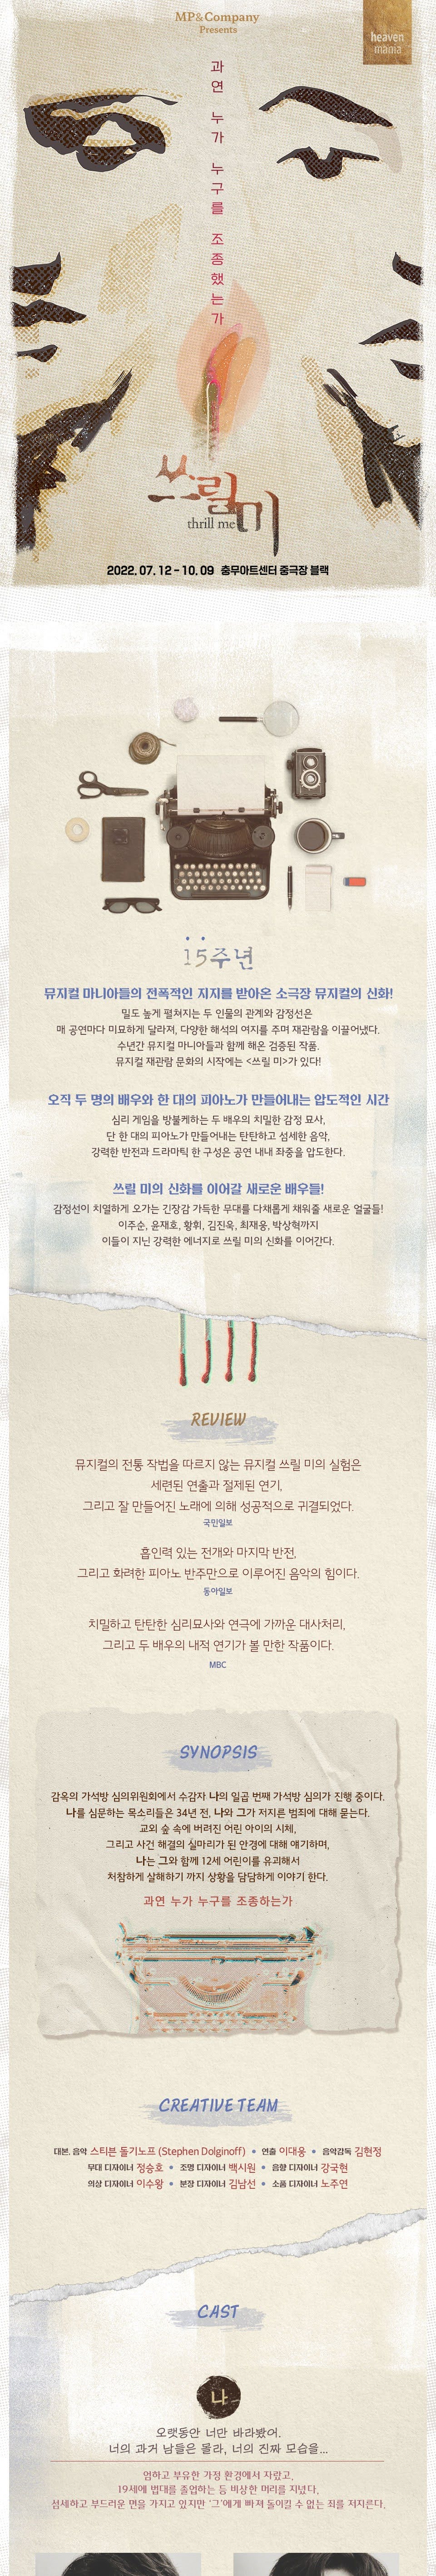 MP&Company
Presents
heaven
mania
과연 누가 누구를 조종했는가
쓰릴미
thrill me
2022. 07. 12 - 10. 09 충무아트센터 중극장 블랙
15주년
뮤지컬 마니아들의 전폭적인 지지를 받아온 소극장 뮤지컬의 신화!
밀도 높게 펼쳐지는 두 인물의 관계와 감정선은
매 공연마다 미묘하게 달라져, 다양한 해석의 여지를 주며 재관람을 이끌어냈다.
수년간 뮤지컬 마니아들과 함께 해온 검증된 작품.
뮤지컬 재관람 문화의 시작에는 <쓰릴 미>가 있다!
오직 두 명의 배우와 한 대의 피아노가 만들어내는 압도적인 시간
심리 게임을 방불케하는 두 배우의 치밀한 감정 묘사,
단 한 대의 피아노가 만들어내는 탄탄하고 섬세한 음악,
강력한 반전과 드라마틱 한 구성은 공연 내내 좌중을 압도한다.
쓰릴 미의 신화를 이어갈 새로운 배우들!
감정선이 치열하게 오가는 긴장감 가득한 무대를 다채롭게 채워줄 새로운 얼굴들!
이주순, 윤재호, 황휘, 김진욱, 최재웅, 박상혁까지
이들이 지닌 강력한 에너지로 쓰릴 미의 신화를 이어간다.
REVIEW
뮤지컬의 전통 작법을 따르지 않는 뮤지컬 쓰릴 미의 실험은
세련된 연출과 절제된 연기,
그리고 잘 만들어진 노래에 의해 성공적으로 귀결되었다.
국민일보
흡인력 있는 전개와 마지막 반전,
그리고 화려한 피아노 반주만으로 이루어진 음악의 힘이다.
동아일보
치밀하고 탄탄한 심리묘사와 연극에 가까운 대사처리,
그리고 두 배우의 내적 연기가 볼 만한 작품이다.
MBC
SYNOPSIS
감옥의 가석방 심의위원회에서 수감자 나의 일곱 번째 가석방 심의가 진행 중이다.
나를 심문하는 목소리들은 34년 전, 나와 그가 저지른 범죄에 대해 묻는다.
교외 숲 속에 버려진 어린 아이의 시체,
그리고 사건 해결의 실마리가 된 안경에 대해 얘기하며,
나는 그와 함께 12세 어린이를 유괴해서
처참하게 살해하기 까지 상황을 담담하게 이야기 한다.
과연 누가 누구를 조종하는가
CREATIVE TEAM
대본, 음악 스티븐 돌기노프 (Stephen Dolginoff) • 연출 이대웅 • 음악감독 김현정
무대 디자이너 정승호 • 조명 디자이너 백시원 • 음향 디자이너 강국현
의상 디자이너 이수왕 • 분장 디자이너 김남선 • 소품 디자이너 노주연
CAST
나
오랫동안 너만 바라봤어.
너의 과거 남들은 몰라, 너의 진짜 모습을...
엄하고 부유한 가정 환경에서 자랐고,
19세에 법대를 졸업하는 등 비상한 머리를 지녔다.
섬세하고 부드러운 면을 가지고 있지만 '그'에게 빠져 돌이킬 수 없는 죄를 저지른다.